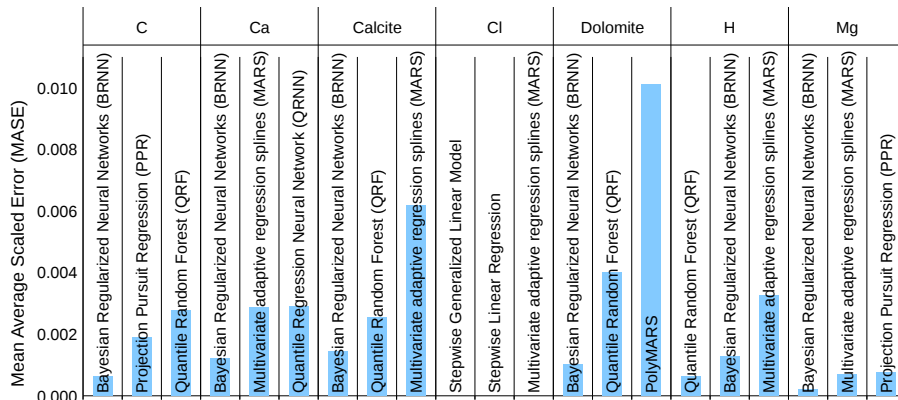 C Ca Calcite Cl Dolomite H Mg
Mean Average Scaled Error (MASE)
0.010
0.008
0.006
0.004
0.002
0.000
Bayesian Regularized Neural Networks (BRNN)
Projection Pursuit Regression (PPR)
Quantile Random Forest (QRF)
Bayesian Regularized Neural Networks (BRNN)
Multivariate adaptive regression splines (MARS)
Quantile Regression Neural Network (QRNN)
Bayesian Regularized Neural Networks (BRNN)
Quantile Random Forest (QRF)
Multivariate adaptive regression splines (MARS)
Stepwise Generalized Linear Model
Stepwise Linear Regression
Multivariate adaptive regression splines (MARS)
Bayesian Regularized Neural Networks (BRNN)
Quantile Random Forest (QRF)
PolyMARS
Quantile Random Forest (QRF)
Bayesian Regularized Neural Networks (BRNN)
Multivariate adaptive regression splines (MARS)
Bayesian Regularized Neural Networks (BRNN)
Multivariate adaptive regression splines (MARS)
Projection Pursuit Regression (PPR)